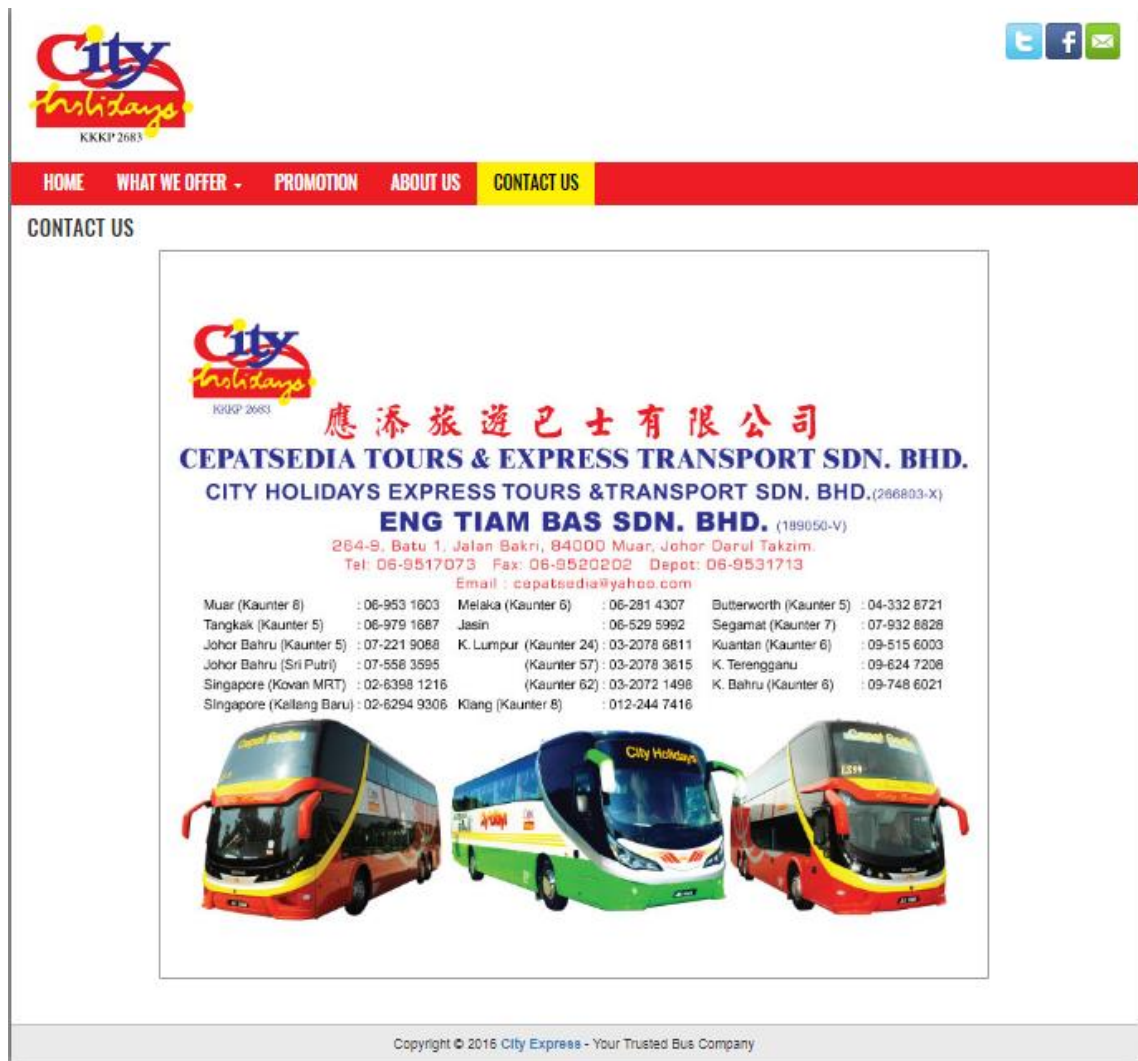 City
holidays
KKKP 2683
HOME WHAT WE OFFER PROMOTION ABOUT US CONTACT US
CONTACT US
City
holidays
KKKP 2683
應添旅遊巴士有限公司
CEPATSEDIA TOURS & EXPRESS TRANSPORT SDN. BHD.
CITY HOLIDAYS EXPRESS TOURS &TRANSPORT SDN. BHD.(266803-X)
ENG TIAM BAS SDN. BHD. (189050-V)
264-9, Batu 1, Jalan Bakri, 84000 Muar, Johor Darul Takzim.
Tel: 06-9517073 Fax: 06-9520202 Depot: 06-9531713
Email : cepatsedia@yahoo.com
Muar (Kaunter 8) : 06-953 1603 Melaka (Kaunter 6) : 06-281 4307 Butterworth (Kaunter 5) : 04-332 8721
Tangkak (Kaunter 5) : 06-979 1687 Jasin : 06-529 5992 Segamat (Kaunter 7) : 07-932 8828
Johor Bahru (Kaunter 5) : 07-221 9088 K. Lumpur (Kaunter 24) : 03-2078 6811 Kuantan (Kaunter 6) : 09-515 6003
Johor Bahru (Sri Putri) : 07-558 3595 (Kaunter 57) : 03-2078 3615 K. Terengganu : 09-624 7208
Singapore (Kovan MRT) : 02-6398 1216 (Kaunter 62) : 03-2072 1496 K. Bahru (Kaunter 6) : 09-748 6021
Singapore (Kallang Baru) : 02-6294 9306 Klang (Kaunter 8) : 012-244 7416
Cepat Sedia
City Holidays
Cepat Sedia
Copyright © 2016 City Express - Your Trusted Bus Company